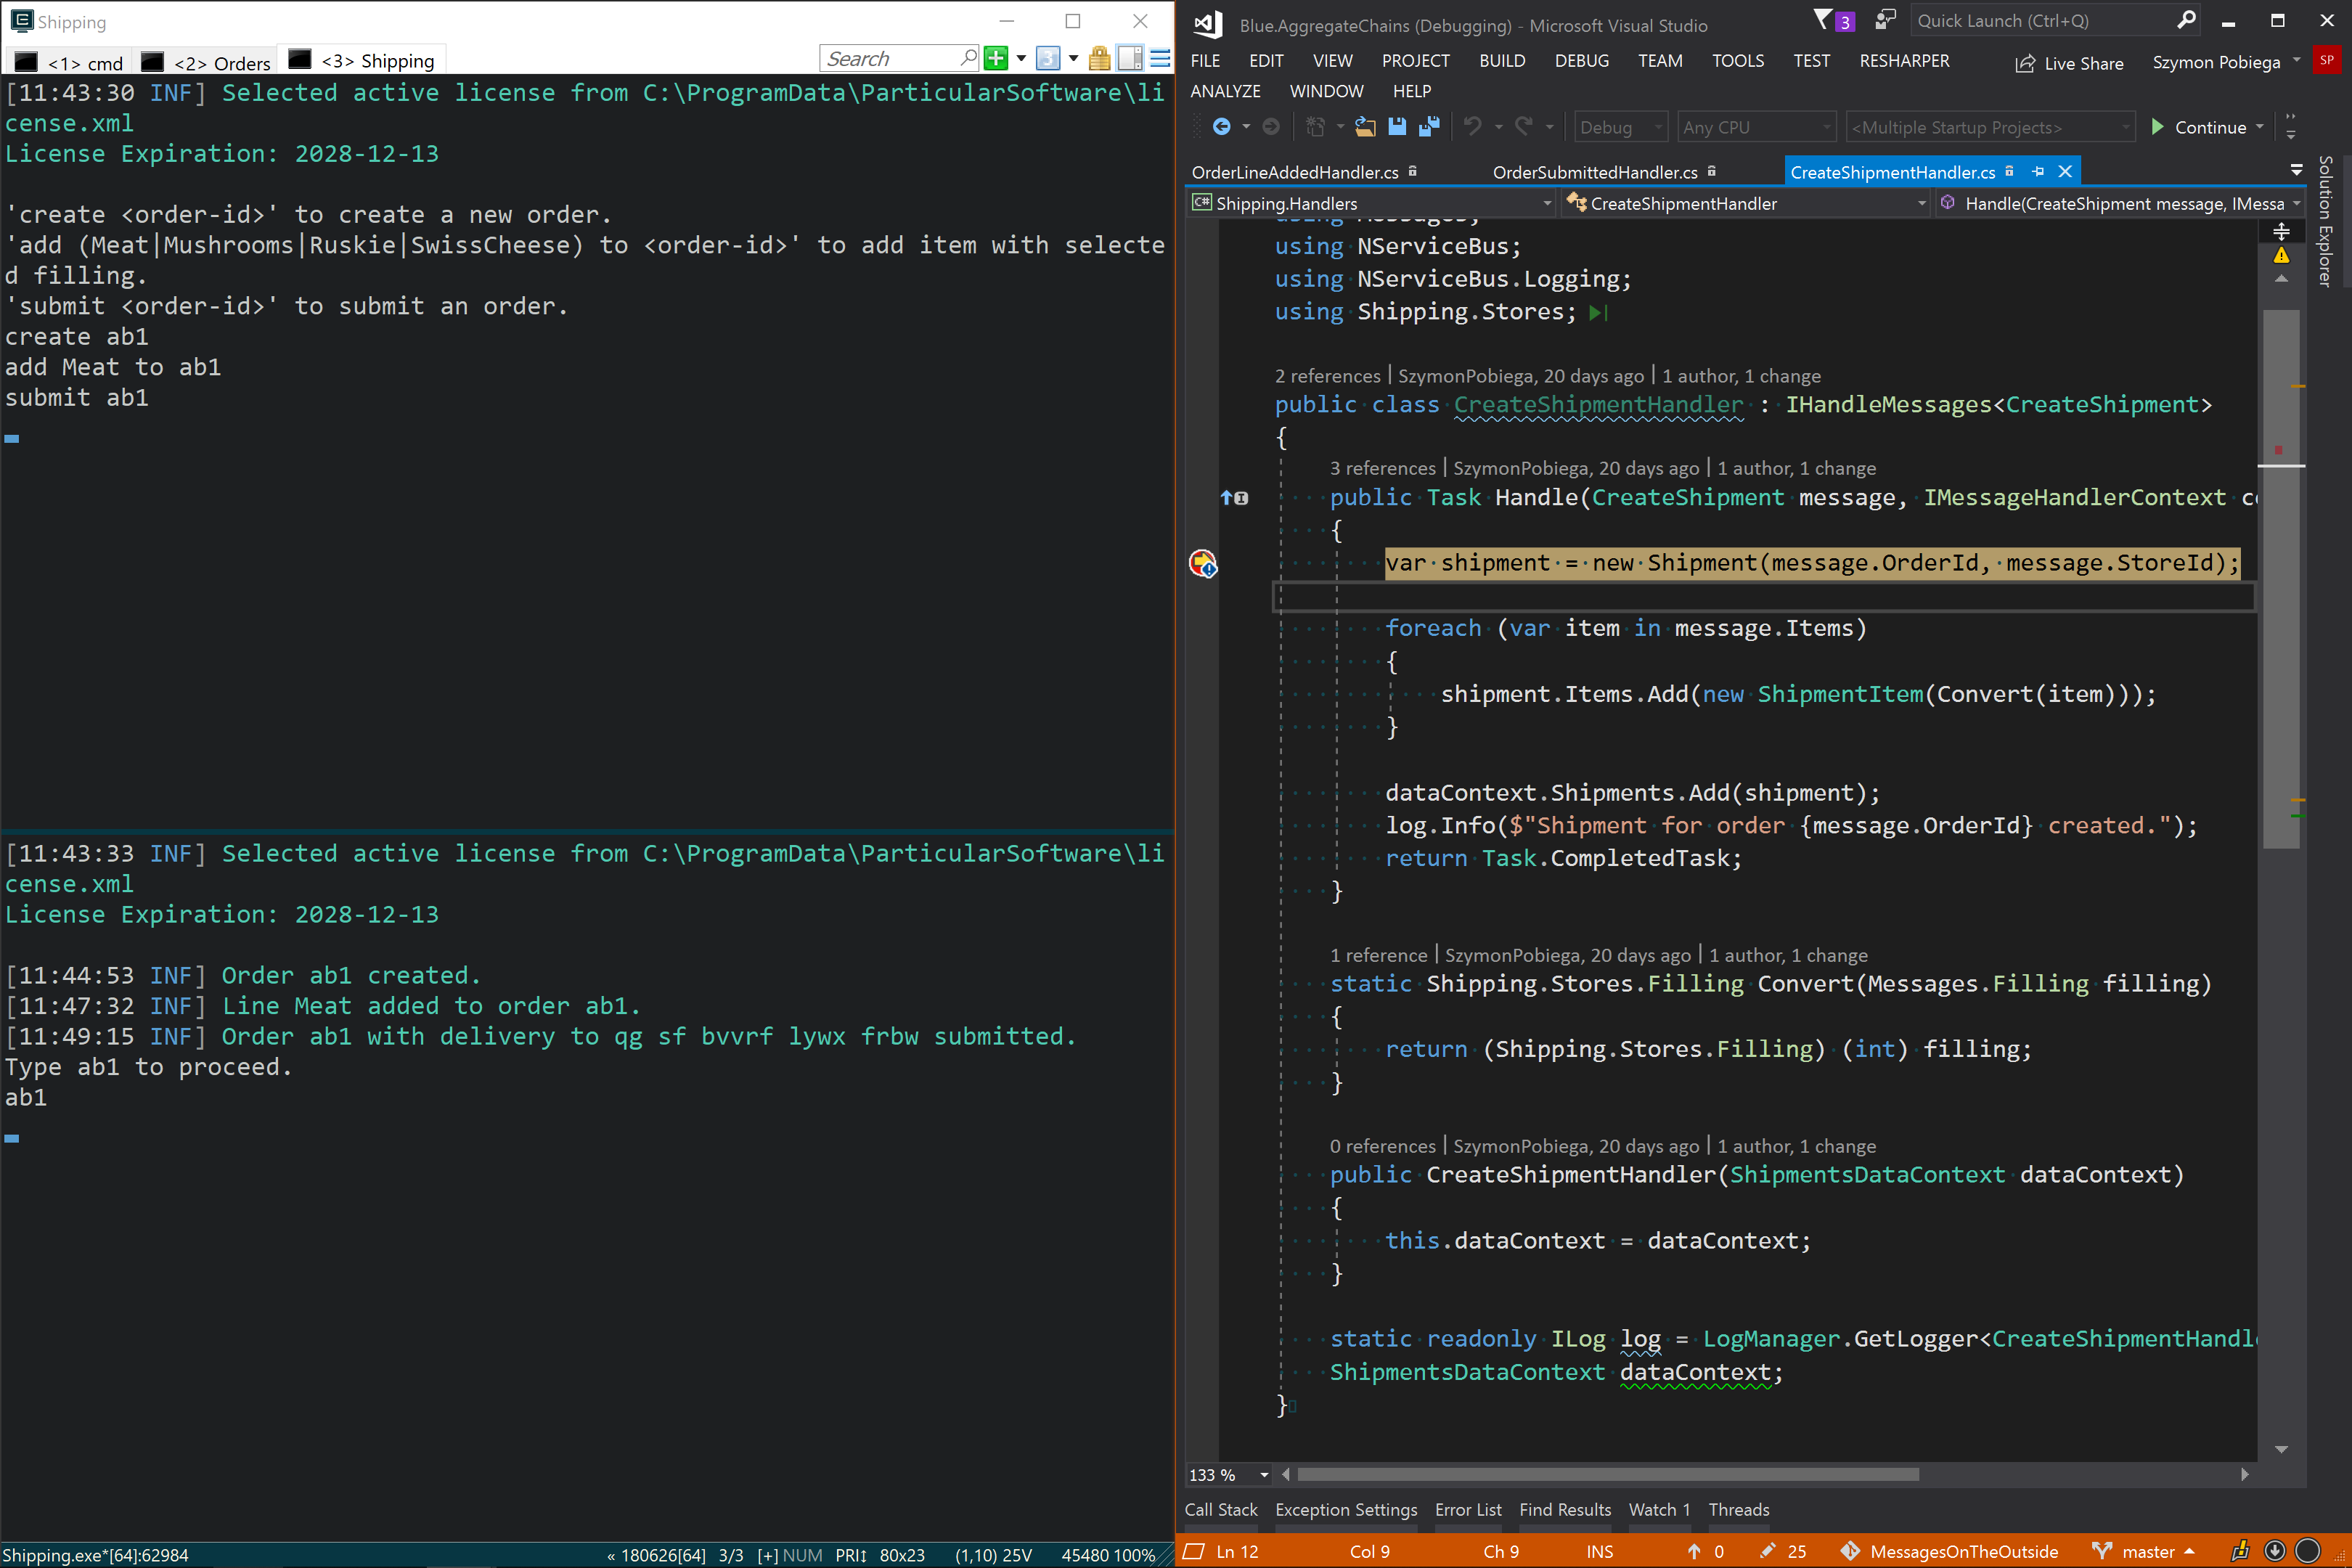 Shipping
<1> cmd
<2> Orders
<3> Shipping
Search
[11:43:30 INF] Selected active license from C:\ProgramData\ParticularSoftware\li
cense.xml
License Expiration: 2028-12-13
'create <order-id>' to create a new order.
'add (Meat|Mushrooms|Ruskie|SwissCheese) to <order-id>' to add item with selecte
d filling.
'submit <order-id>' to submit an order.
create ab1
add Meat to ab1
submit ab1
[11:43:33 INF] Selected active license from C:\ProgramData\ParticularSoftware\li
cense.xml
License Expiration: 2028-12-13
[11:44:53 INF] Order ab1 created.
[11:47:32 INF] Line Meat added to order ab1.
[11:49:15 INF] Order ab1 with delivery to qg sf bvvrf lywx frbw submitted.
Type ab1 to proceed.
ab1
Shipping.exe*[64]:62984
« 180626[64] 3/3 [+] NUM PRI↕ 80x23 (1,10) 25V 45480 100%
Blue.AggregateChains (Debugging) - Microsoft Visual Studio
3
Quick Launch (Ctrl+Q)
FILE EDIT VIEW PROJECT BUILD DEBUG TEAM TOOLS TEST RESHARPER
Live Share
Szymon Pobiega
SP
ANALYZE WINDOW HELP
Debug
Any CPU
<Multiple Startup Projects>
Continue
OrderLineAddedHandler.cs
OrderSubmittedHandler.cs
CreateShipmentHandler.cs
Solution Explorer
C# Shipping.Handlers
CreateShipmentHandler
Handle(CreateShipment message, IMessa
using Messages;
using NServiceBus;
using NServiceBus.Logging;
using Shipping.Stores;
2 references | SzymonPobiega, 20 days ago | 1 author, 1 change
public class CreateShipmentHandler : IHandleMessages<CreateShipment>
{
3 references | SzymonPobiega, 20 days ago | 1 author, 1 change
public Task Handle(CreateShipment message, IMessageHandlerContext co
{
var shipment = new Shipment(message.OrderId, message.StoreId);
foreach (var item in message.Items)
{
shipment.Items.Add(new ShipmentItem(Convert(item)));
}
dataContext.Shipments.Add(shipment);
log.Info($"Shipment for order {message.OrderId} created.");
return Task.CompletedTask;
}
1 reference | SzymonPobiega, 20 days ago | 1 author, 1 change
static Shipping.Stores.Filling Convert(Messages.Filling filling)
{
return (Shipping.Stores.Filling) (int) filling;
}
0 references | SzymonPobiega, 20 days ago | 1 author, 1 change
public CreateShipmentHandler(ShipmentsDataContext dataContext)
{
this.dataContext = dataContext;
}
static readonly ILog log = LogManager.GetLogger<CreateShipmentHandle
ShipmentsDataContext dataContext;
}
133 %
Call Stack Exception Settings Error List Find Results Watch 1 Threads
Ln 12 Col 9 Ch 9 INS 0 25 MessagesOnTheOutside master